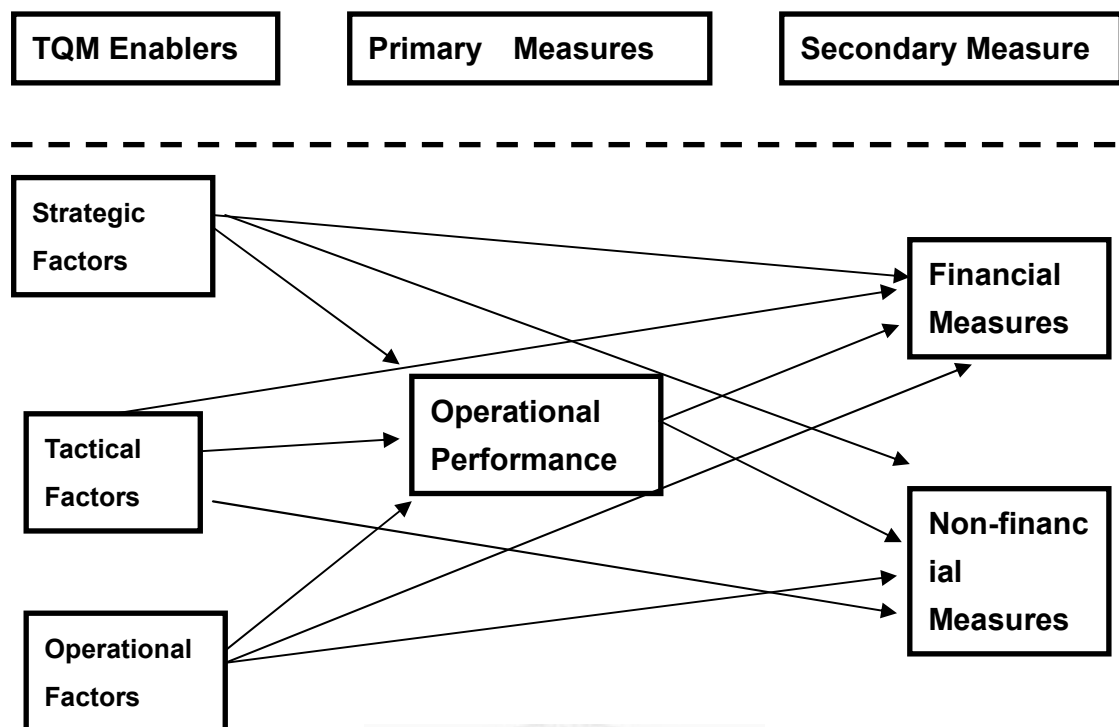 TQM Enablers
Primary Measures
Secondary Measure
Strategic
Factors
Financial
Measures
Operational
Performance
Tactical
Factors
Non-financ
ial
Measures
Operational
Factors